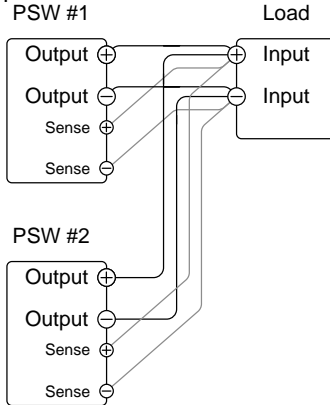 PSW #1
Load
Output +
Output −
Sense +
Sense −
+ Input
− Input
PSW #2
Output +
Output −
Sense +
Sense −